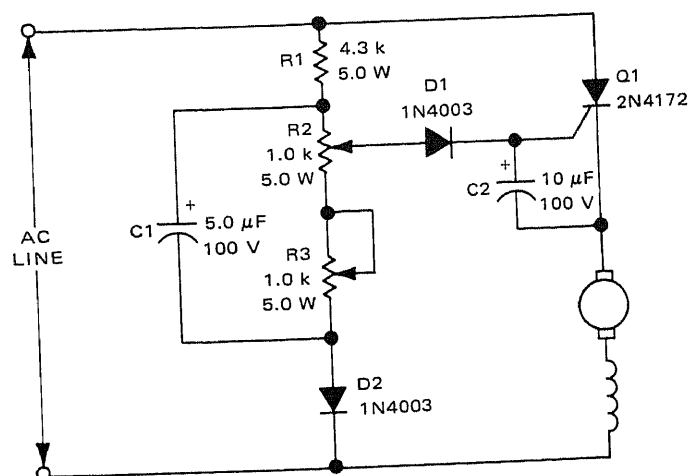 R1
4.3 k
5.0 W
D1
1N4003
Q1
2N4172
R2
1.0 k
5.0 W
+
C2
10 μF
100 V
+
C1
5.0 μF
100 V
AC
LINE
R3
1.0 k
5.0 W
D2
1N4003